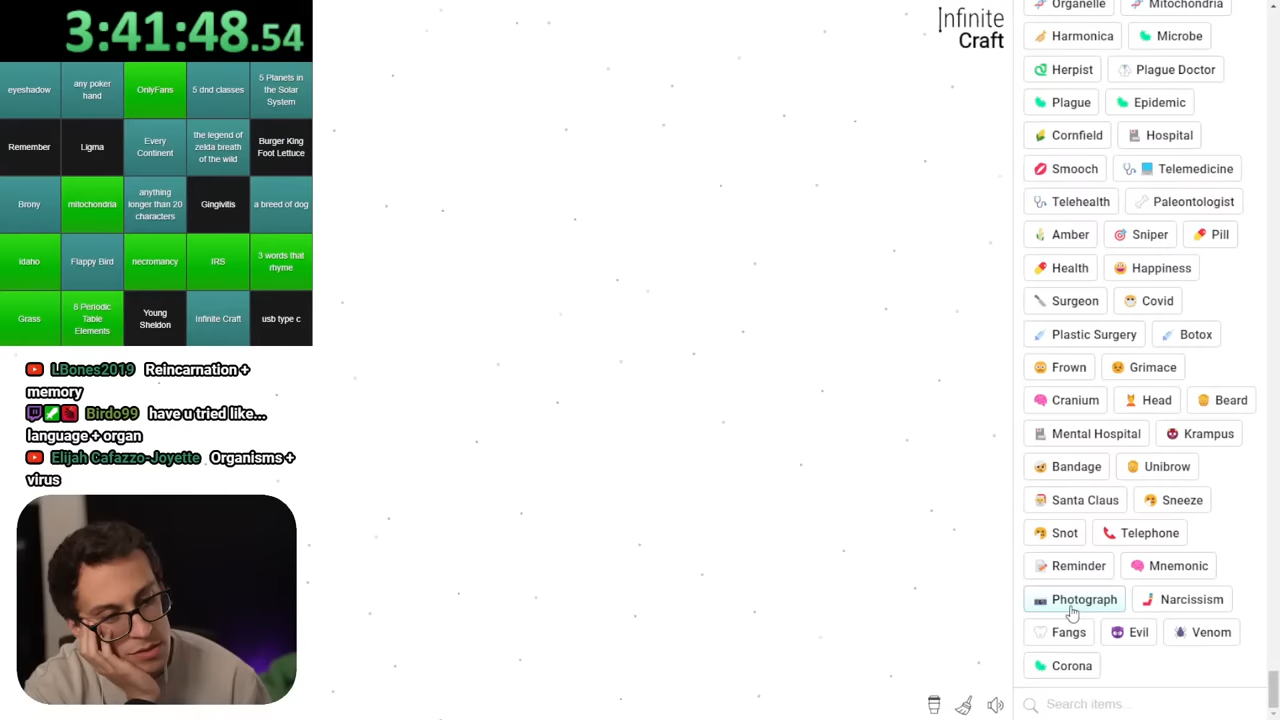 3:41:48.54
eyeshadow
any poker
hand
OnlyFans
5 dnd classes
5 Planets in
the Solar
System
Remember
Ligma
Every
Continent
the legend of
zelda breath
of the wild
Burger King
Foot Lettuce
Brony
mitochondria
anything
longer than 20
characters
Gingivitis
a breed of dog
idaho
Flappy Bird
necromancy
IRS
3 words that
rhyme
Grass
8 Periodic
Table
Elements
Young
Sheldon
Infinite Craft
usb type c
LBones2019 Reincarnation +
memory
Birdo99 have u tried like...
language + organ
Elijah Cafazzo-Joyette Organisms +
virus
Infinite
Craft
Organelle Mitochondria
Harmonica Microbe
Herpist Plague Doctor
Plague Epidemic
Cornfield Hospital
Smooch Telemedicine
Telehealth Paleontologist
Amber Sniper Pill
Health Happiness
Surgeon Covid
Plastic Surgery Botox
Frown Grimace
Cranium Head Beard
Mental Hospital Krampus
Bandage Unibrow
Santa Claus Sneeze
Snot Telephone
Reminder Mnemonic
Photograph Narcissism
Fangs Evil Venom
Corona
Search items...